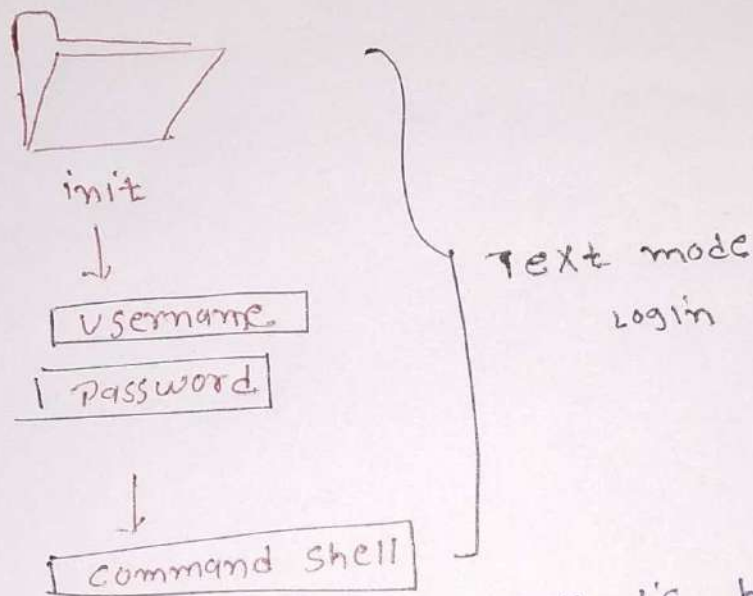 init
username
password
Text mode
Login
command shell